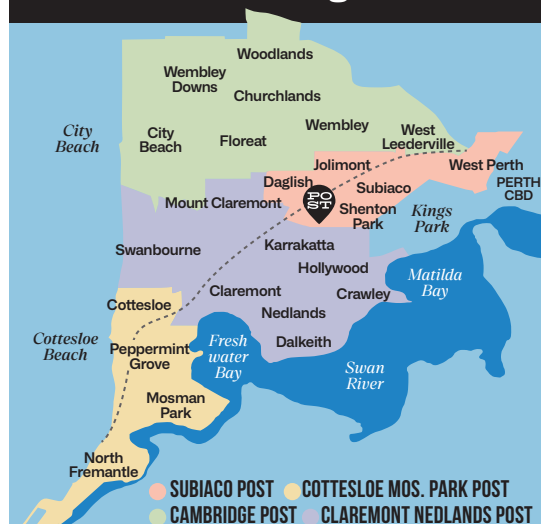 Woodlands
Wembley
Downs
Churchlands
City
Beach
City
Beach
Floreat
Wembley
West
Leederville
Jolimont
West Perth
Daglish
Subiaco
PERTH
CBD
Mount Claremont
PO
ST
Shenton
Park
Kings
Park
Swanbourne
Karrakatta
Hollywood
Matilda
Bay
Claremont
Crawley
Cottesloe
Nedlands
Cottesloe
Beach
Peppermint
Grove
Fresh
water
Bay
Dalkeith
Swan
River
Mosman
Park
North
Fremantle
SUBIACO POST COTTESLOE MOS. PARK POST
CAMBRIDGE POST CLAREMONT NEDLANDS POST